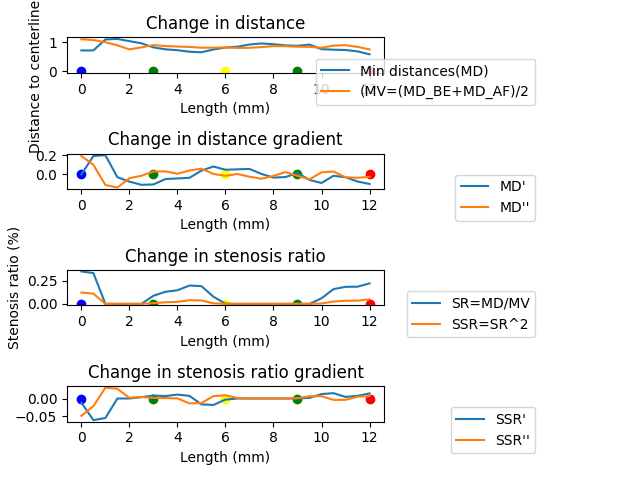 Change in distance
Distance to centerline
1
0
0 2 4 6 8 10 12
Length (mm)
Min distances(MD)
(MV=(MD_BE+MD_AF)/2
Change in distance gradient
0.2
0.0
0 2 4 6 8 10 12
Length (mm)
MD'
MD''
Change in stenosis ratio
Stenosis ratio (%)
0.25
0.00
0 2 4 6 8 10 12
Length (mm)
SR=MD/MV
SSR=SR^2
Change in stenosis ratio gradient
0.00
−0.05
0 2 4 6 8 10 12
Length (mm)
SSR'
SSR''